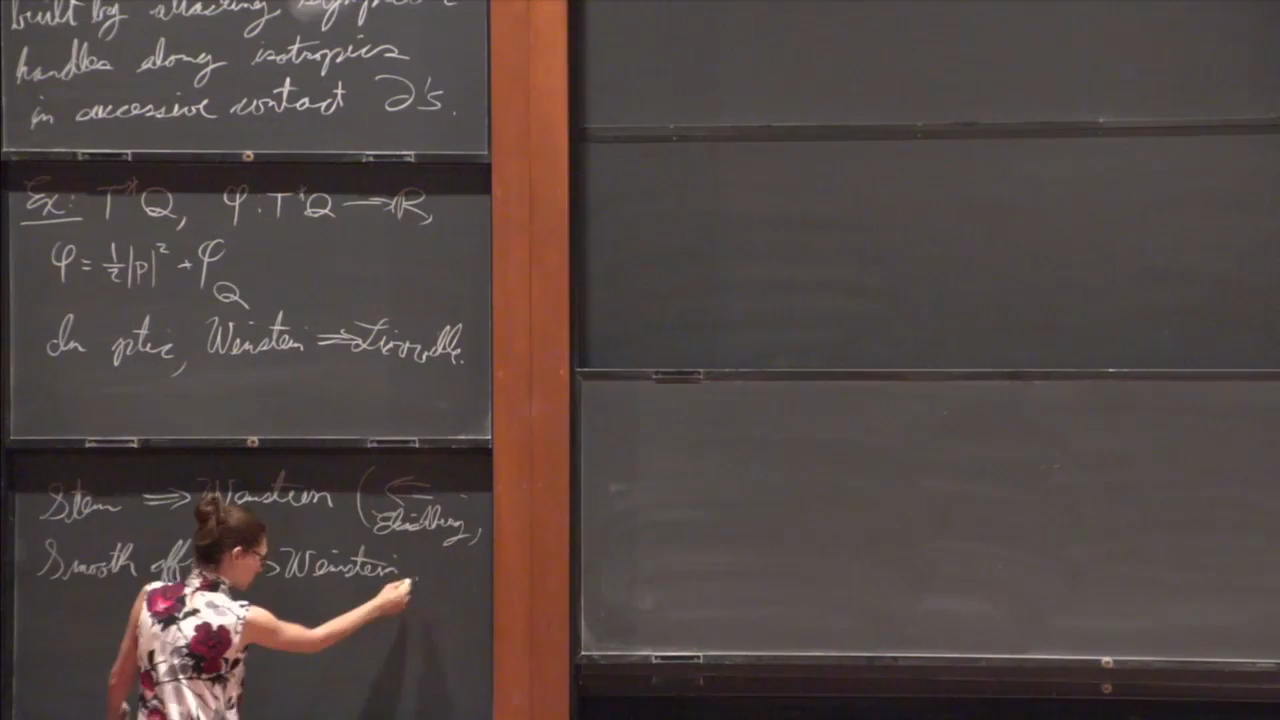 built by attaching
handles along isotropics
in successive contact ∂'s.
Ex: T*Q, φ: T*Q → R,
φ = ½|p|² + φ_Q
In ptic, Weinstein ⇒ Liouville.
Stein ⇒ Weinstein ( ⇐
Eliashberg,
Smooth aff > Weinstein